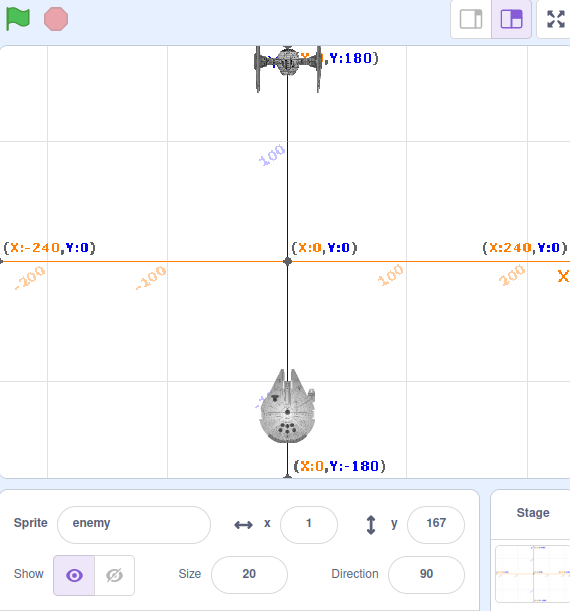 ,Y:180)
100
(X:-240,Y:0)
(X:0,Y:0)
(X:240,Y:0)
-200
-100
100
200
X
(X:0,Y:-180)
Sprite enemy x 1 y 167
Stage
Show Size 20 Direction 90